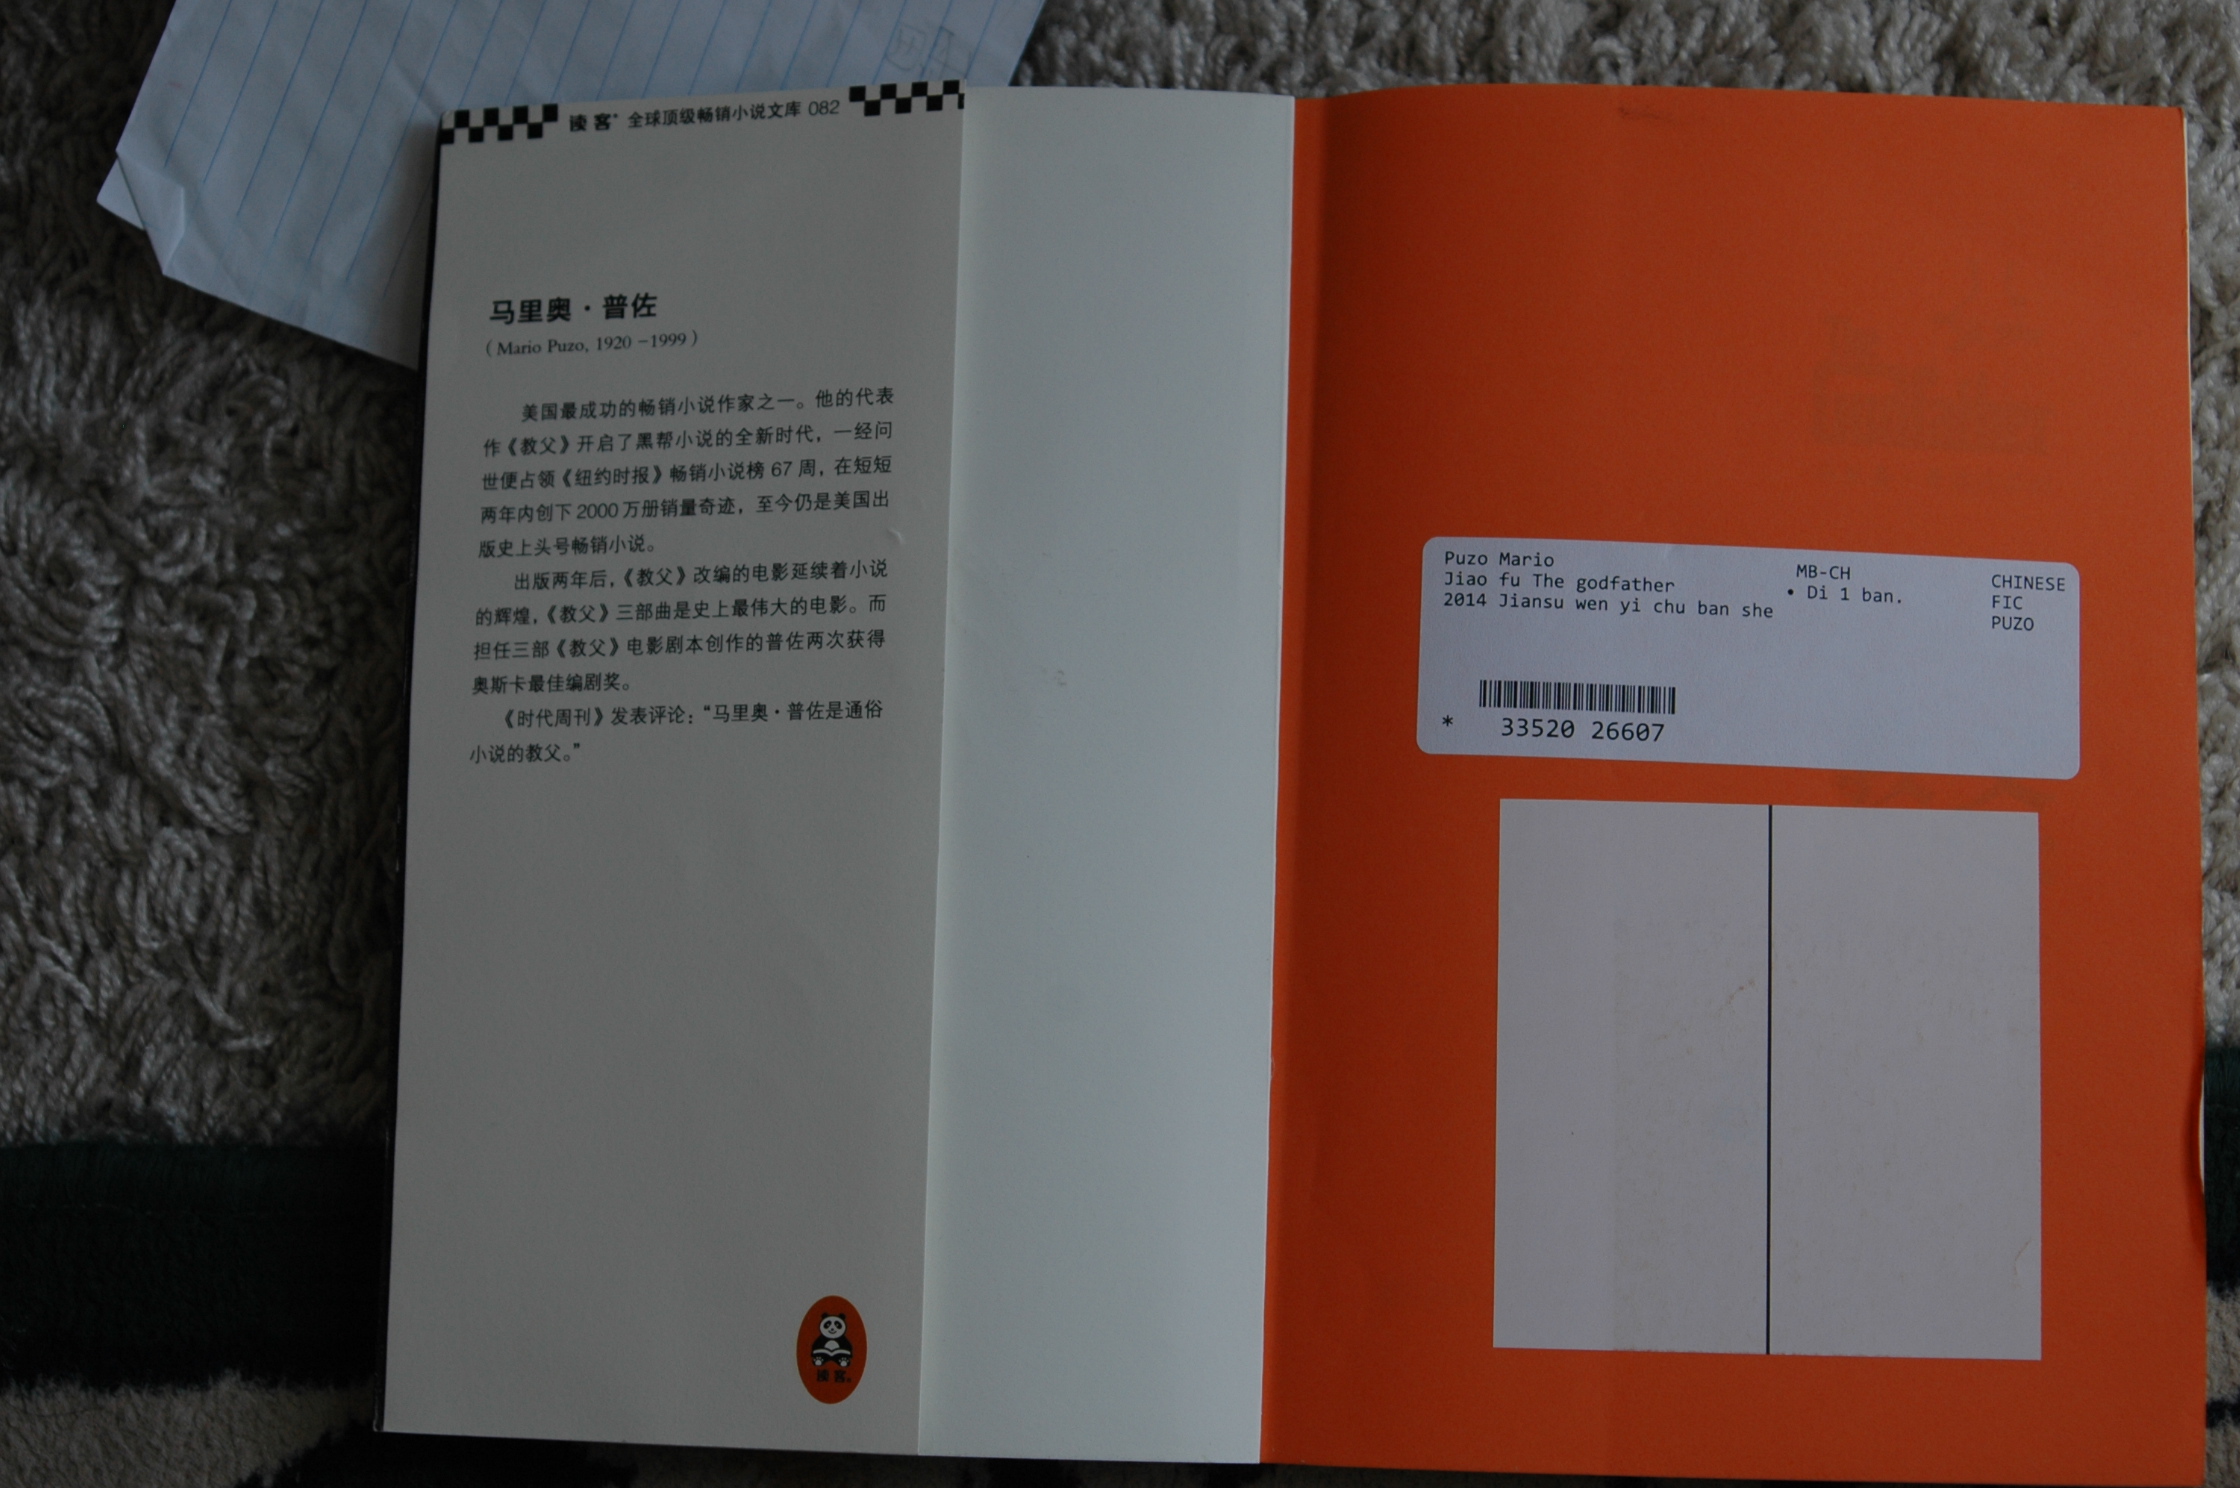 读客 全球顶级畅销小说文库 082
马里奥·普佐
（Mario Puzo, 1920－1999）
美国最成功的畅销小说作家之一。他的代表
作《教父》开启了黑帮小说的全新时代，一经问
世便占领《纽约时报》畅销小说榜 67 周，在短短
两年内创下 2000 万册销量奇迹，至今仍是美国出
版史上头号畅销小说。
出版两年后，《教父》改编的电影延续着小说
的辉煌，《教父》三部曲是史上最伟大的电影。而
担任三部《教父》电影剧本创作的普佐两次获得
奥斯卡最佳编剧奖。
《时代周刊》发表评论：“马里奥·普佐是通俗
小说的教父。”
读客
Puzo Mario
Jiao fu The godfather
2014 Jiansu wen yi chu ban she
MB-CH
• Di 1 ban.
CHINESE
FIC
PUZO
* 33520 26607